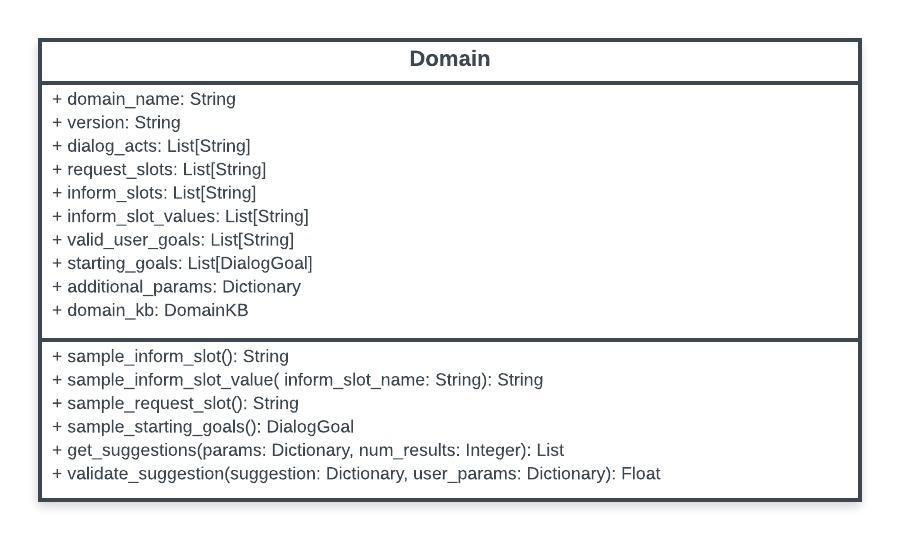 Domain
+ domain_name: String
+ version: String
+ dialog_acts: List[String]
+ request_slots: List[String]
+ inform_slots: List[String]
+ inform_slot_values: List[String]
+ valid_user_goals: List[String]
+ starting_goals: List[DialogGoal]
+ additional_params: Dictionary
+ domain_kb: DomainKB
+ sample_inform_slot(): String
+ sample_inform_slot_value( inform_slot_name: String): String
+ sample_request_slot(): String
+ sample_starting_goals(): DialogGoal
+ get_suggestions(params: Dictionary, num_results: Integer): List
+ validate_suggestion(suggestion: Dictionary, user_params: Dictionary): Float